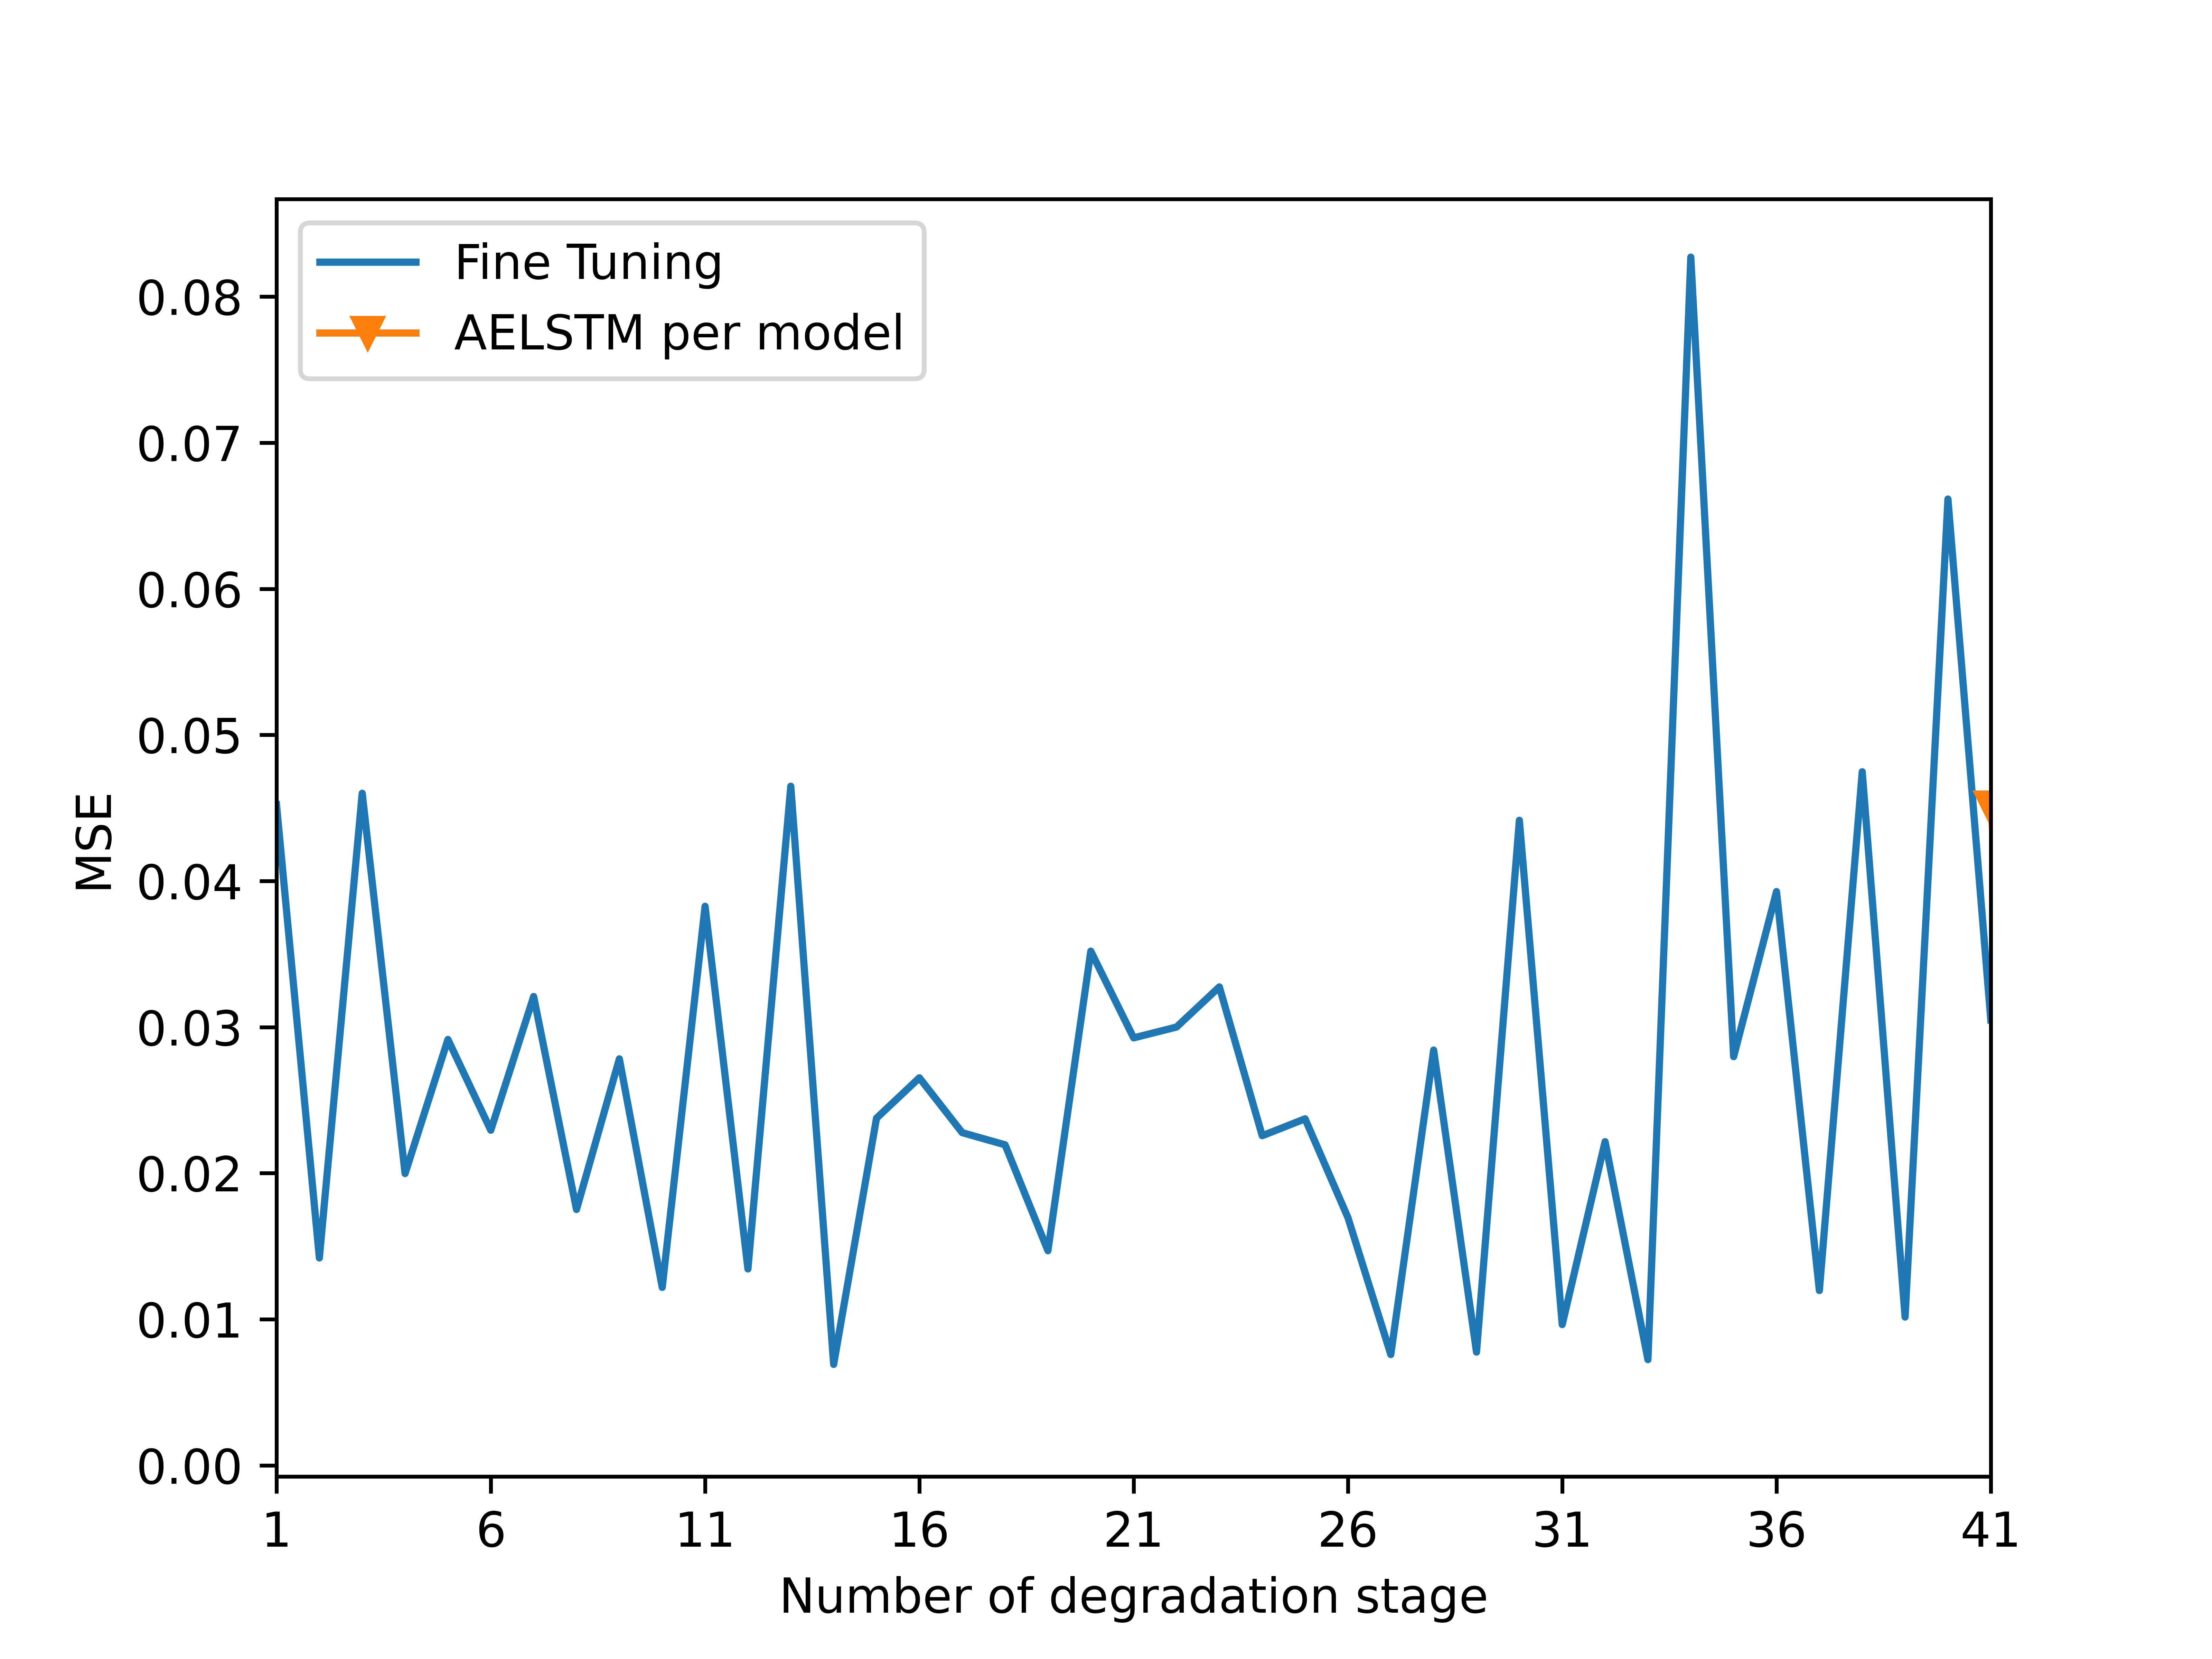 Fine Tuning
AELSTM per model
0.08
0.07
0.06
0.05
0.04
0.03
0.02
0.01
0.00
MSE
1 6 11 16 21 26 31 36 41
Number of degradation stage